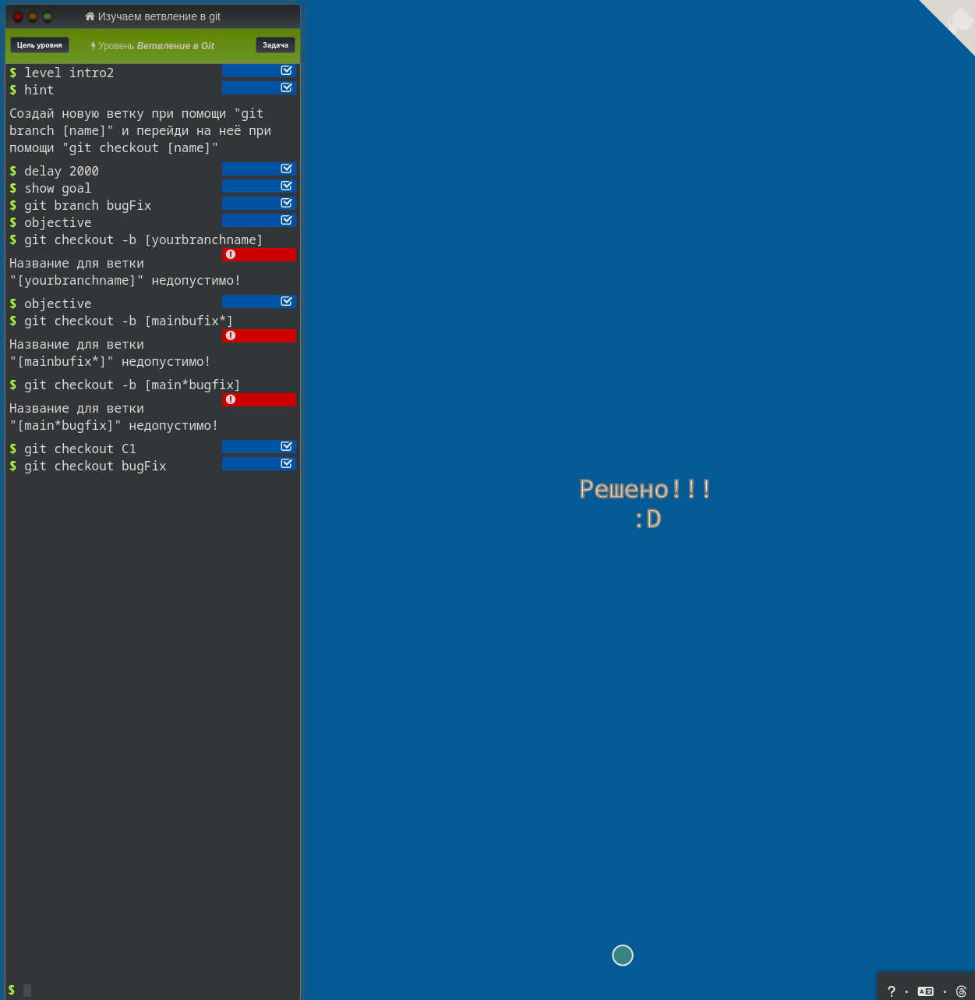 Изучаем ветвление в git
Цель уровня
Уровень Ветвление в Git
Задача
$ level intro2
$ hint
Создай новую ветку при помощи "git
branch [name]" и перейди на неё при
помощи "git checkout [name]"
$ delay 2000
$ show goal
$ git branch bugFix
$ objective
$ git checkout -b [yourbranchname]
Название для ветки
"[yourbranchname]" недопустимо!
$ objective
$ git checkout -b [mainbufix*]
Название для ветки
"[mainbufix*]" недопустимо!
$ git checkout -b [main*bugfix]
Название для ветки
"[main*bugfix]" недопустимо!
$ git checkout C1
$ git checkout bugFix
Решено!!!
:D
$